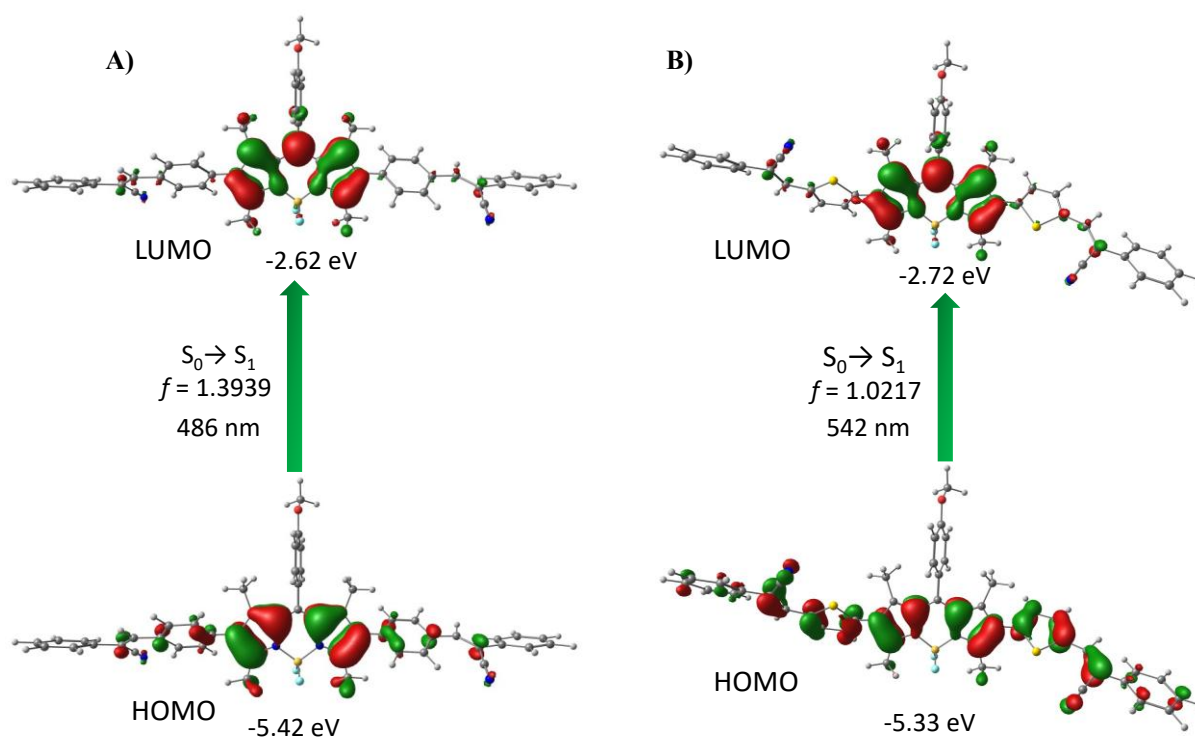 A)
LUMO
-2.62 eV
S₀→ S₁
f = 1.3939
486 nm
HOMO
-5.42 eV
B)
LUMO
-2.72 eV
S₀→ S₁
f = 1.0217
542 nm
HOMO
-5.33 eV